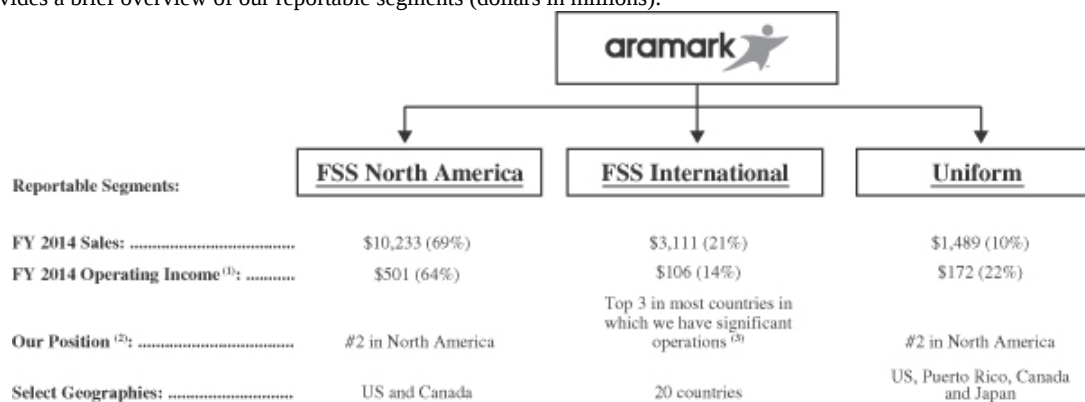 vides a brief overview of our reportable segments (dollars in millions).
aramark
Reportable Segments:
FSS North America
FSS International
Uniform
FY 2014 Sales: ........................................
$10,233 (69%)
$3,111 (21%)
$1,489 (10%)
FY 2014 Operating Income(1): ............
$501 (64%)
$106 (14%)
$172 (22%)
Our Position (2): ......................................
#2 in North America
Top 3 in most countries in
which we have significant
operations (3)
#2 in North America
Select Geographies: ...............................
US and Canada
20 countries
US, Puerto Rico, Canada
and Japan